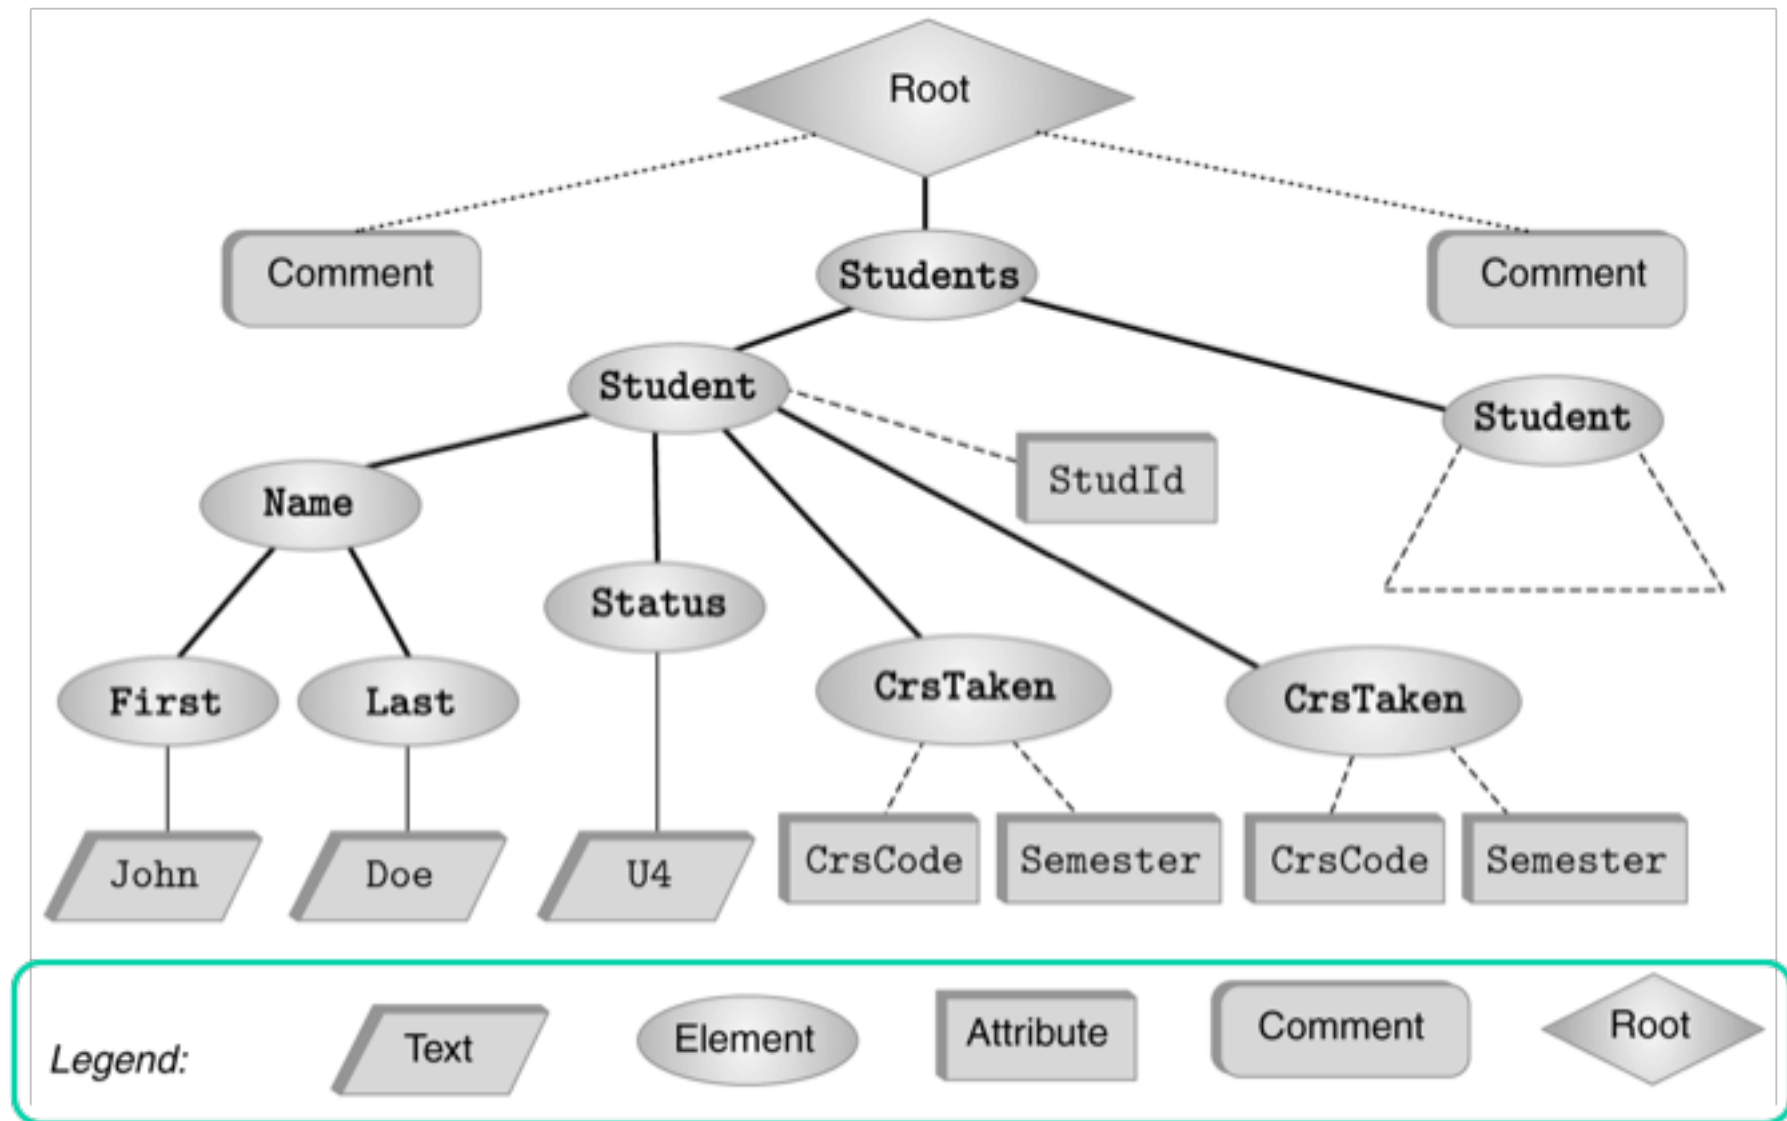 Root
Comment
Students
Comment
Student
Student
StudId
Name
Status
First
Last
CrsTaken
CrsTaken
John
Doe
U4
CrsCode
Semester
CrsCode
Semester
Legend:
Text
Element
Attribute
Comment
Root